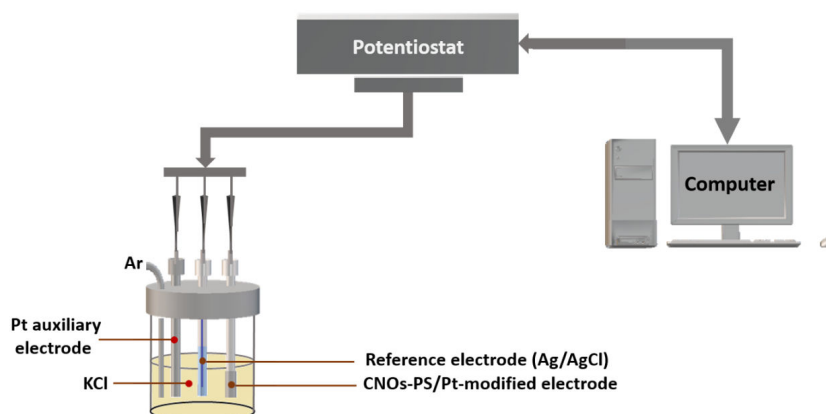 Potentiostat
Computer
Ar
Pt auxiliary
electrode
Reference electrode (Ag/AgCl)
KCl
CNOs-PS/Pt-modified electrode